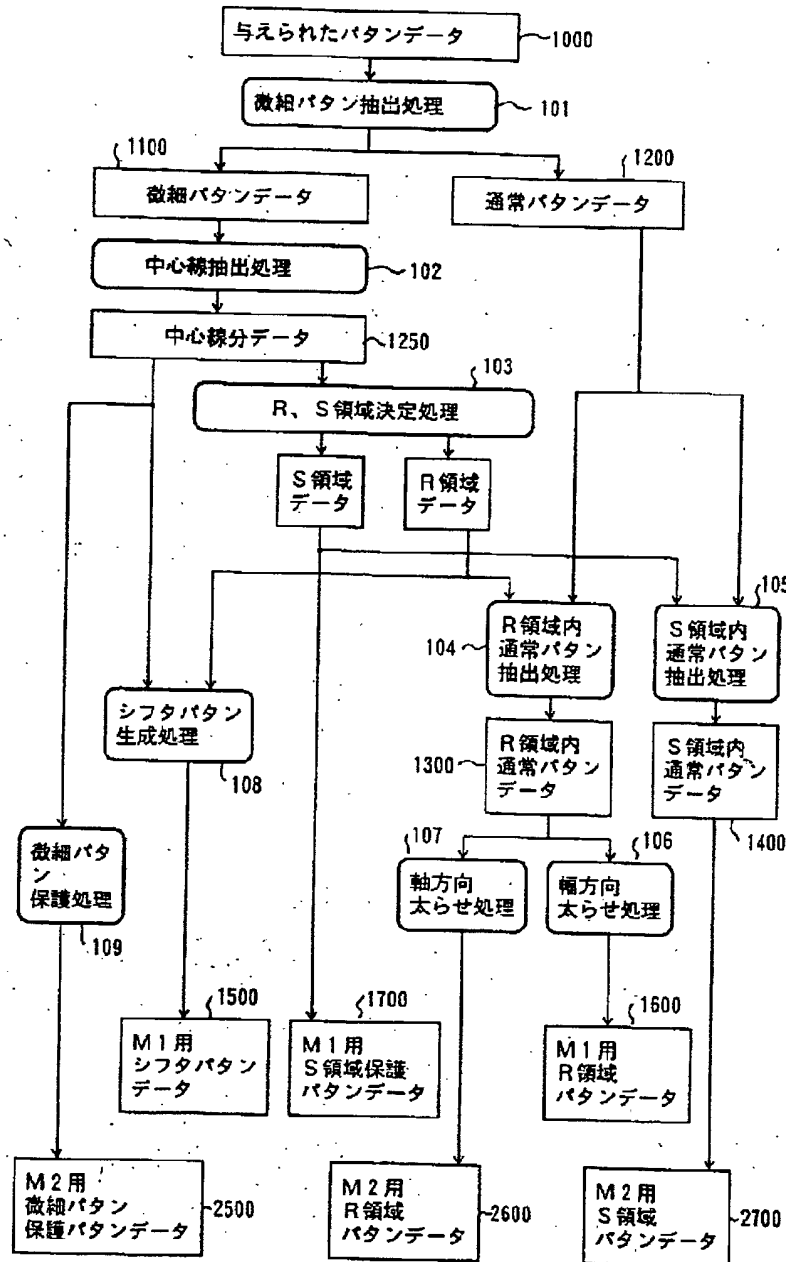 与えられたパタンデータ
1000
微細パタン抽出処理
101
1100
1200
微細パタンデータ
通常パタンデータ
中心線抽出処理
102
中心線分データ
1250
103
R、S領域決定処理
S領域
データ
R領域
データ
105
104
R領域内
通常パタン
抽出処理
S領域内
通常パタン
抽出処理
シフタパタン
生成処理
108
1300
R領域内
通常パタン
データ
S領域内
通常パタン
データ
1400
107
106
微細パタ
ン
保護処理
109
軸方向
太らせ処理
幅方向
太らせ処理
1500
1700
1600
M1用
シフタパタン
データ
M1用
S領域保護
パタンデータ
M1用
R領域
パタンデータ
M2用
微細パタン
保護パタンデータ
2500
M2用
R領域
パタンデータ
2600
M2用
S領域
パタンデータ
2700